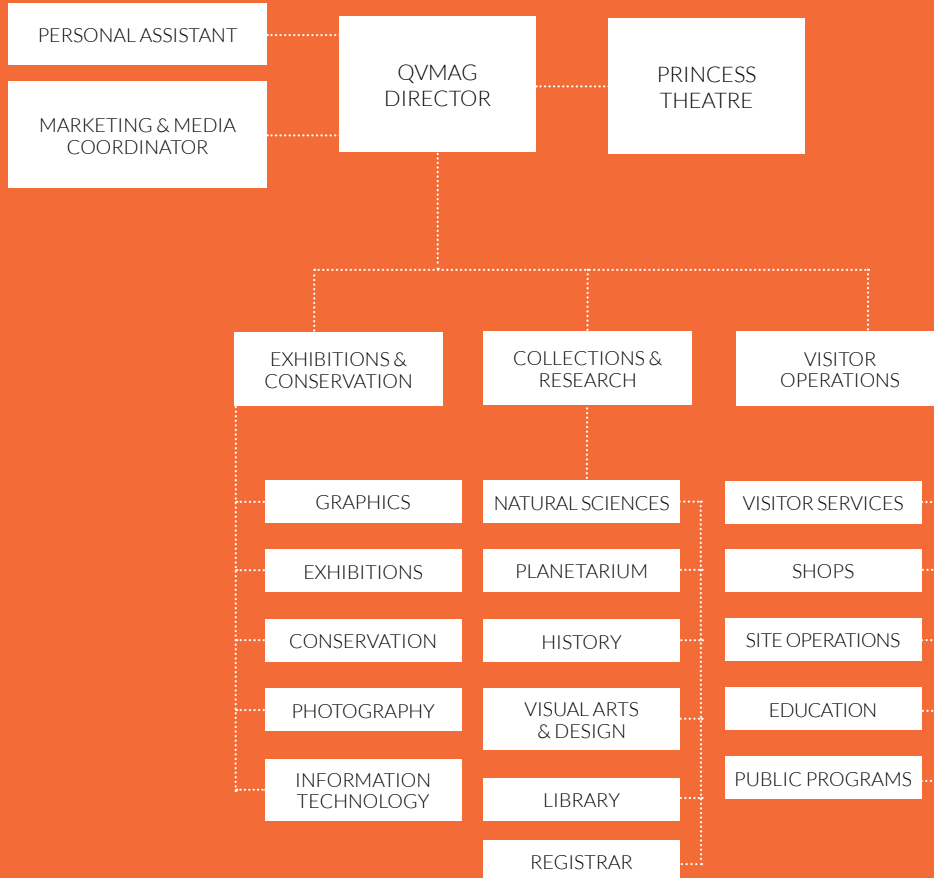 PERSONAL ASSISTANT
MARKETING & MEDIA
COORDINATOR
QVMAG
DIRECTOR
PRINCESS
THEATRE
EXHIBITIONS &
CONSERVATION
COLLECTIONS &
RESEARCH
VISITOR
OPERATIONS
GRAPHICS
EXHIBITIONS
CONSERVATION
PHOTOGRAPHY
INFORMATION
TECHNOLOGY
NATURAL SCIENCES
PLANETARIUM
HISTORY
VISUAL ARTS
& DESIGN
LIBRARY
REGISTRAR
VISITOR SERVICES
SHOPS
SITE OPERATIONS
EDUCATION
PUBLIC PROGRAMS